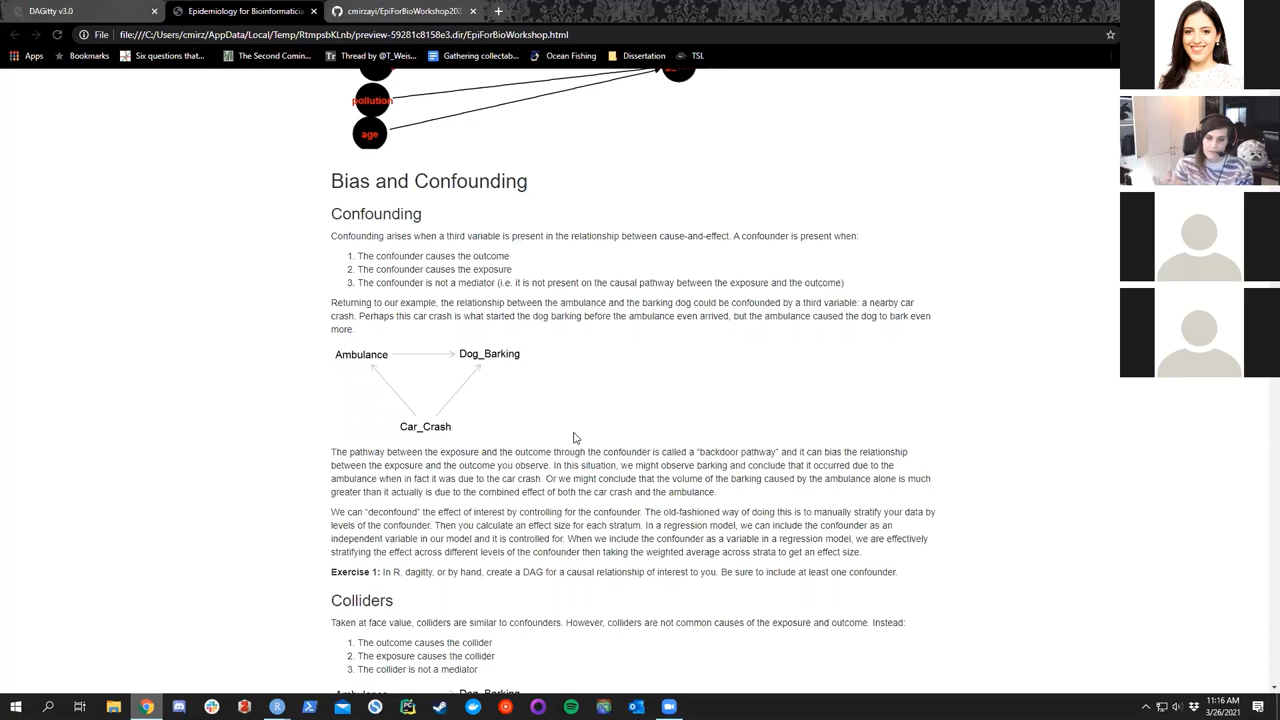 DAGitty v3.0
Epidemiology for Bioinformatician
cmirzay/EpiForBioWorkshop202
File
file:///C:/Users/cmirz/AppData/Local/Temp/RtmpsbKLnb/preview-59281c8158e3.dir/EpiForBioWorkshop.html
Apps
Bookmarks
Six questions that...
The Second Comin...
Thread by @T_Weis...
Gathering collectab...
Ocean Fishing
Dissertation
TSL
pollution
age
Bias and Confounding
Confounding
Confounding arises when a third variable is present in the relationship between cause-and-effect. A confounder is present when:
1. The confounder causes the outcome
2. The confounder causes the exposure
3. The confounder is not a mediator (i.e. it is not present on the causal pathway between the exposure and the outcome)
Returning to our example, the relationship between the ambulance and the barking dog could be confounded by a third variable: a nearby car
crash. Perhaps this car crash is what started the dog barking before the ambulance even arrived, but the ambulance caused the dog to bark even
more.
Ambulance
Dog_Barking
Car_Crash
The pathway between the exposure and the outcome through the confounder is called a "backdoor pathway" and it can bias the relationship
between the exposure and the outcome you observe. In this situation, we might observe barking and conclude that it occurred due to the
ambulance when in fact it was due to the car crash. Or we might conclude that the volume of the barking caused by the ambulance alone is much
greater than it actually is due to the combined effect of both the car crash and the ambulance.
We can "deconfound" the effect of interest by controlling for the confounder. The old-fashioned way of doing this is to manually stratify your data by
levels of the confounder. Then you calculate an effect size for each stratum. In a regression model, we can include the confounder as an
independent variable in our model and it is controlled for. When we include the confounder as a variable in a regression model, we are effectively
stratifying the effect across different levels of the confounder then taking the weighted average across strata to get an effect size.
Exercise 1: In R, dagitty, or by hand, create a DAG for a causal relationship of interest to you. Be sure to include at least one confounder.
Colliders
Taken at face value, colliders are similar to confounders. However, colliders are not common causes of the exposure and outcome. Instead:
1. The outcome causes the collider
2. The exposure causes the collider
3. The collider is not a mediator
Ambulance
Dog_Barking
11:16 AM
3/26/2021